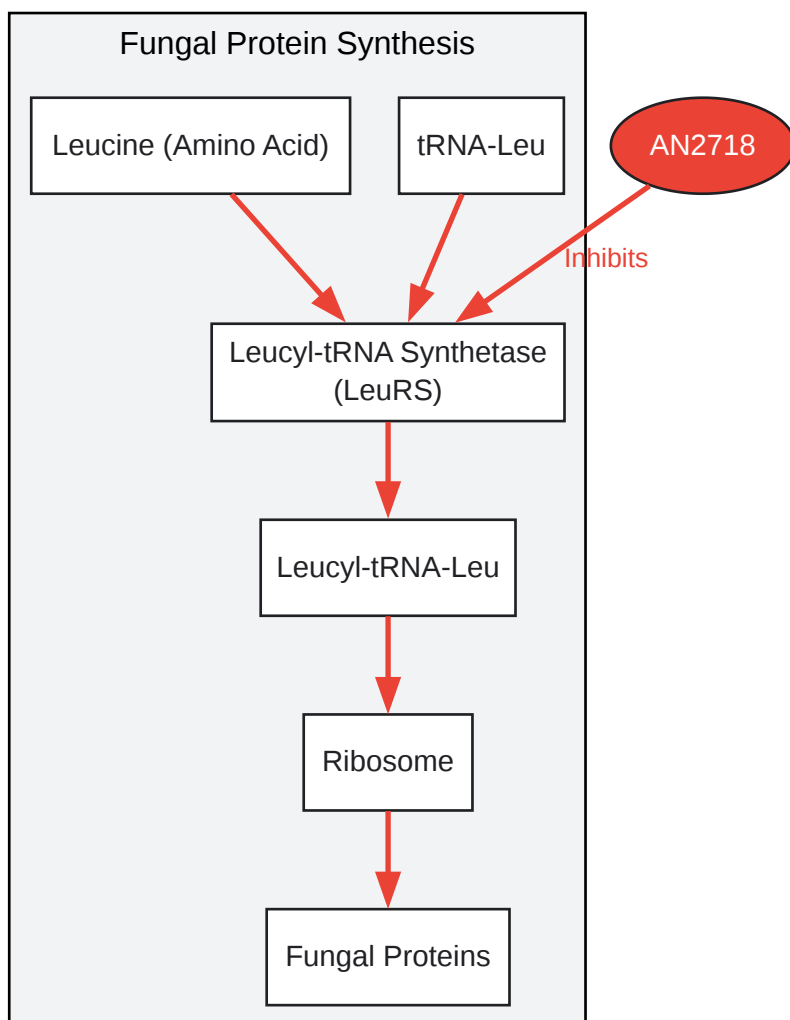 Fungal Protein Synthesis
Leucine (Amino Acid)
tRNA-Leu
AN2718
Inhibits
Leucyl-tRNA Synthetase
(LeuRS)
Leucyl-tRNA-Leu
Ribosome
Fungal Proteins